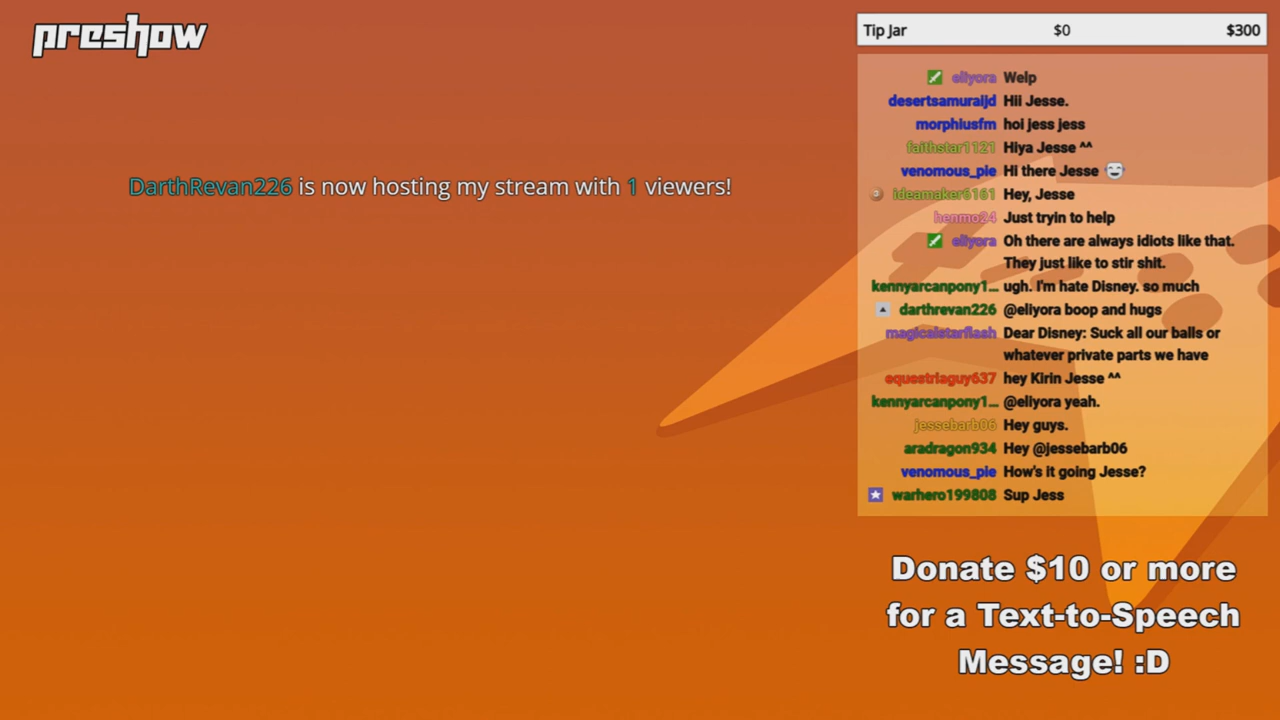 preshow
Tip Jar $0 $300
eliyora Welp
desertsamuraijd Hii Jesse.
morphiusfm hoi jess jess
faithstar1121 Hiya Jesse ^^
venomous_pie Hi there Jesse
ideamaker6161 Hey, Jesse
henmo24 Just tryin to help
eliyora Oh there are always idiots like that.
They just like to stir shit.
kennyarcanpony1... ugh. I'm hate Disney. so much
darthrevan226 @eliyora boop and hugs
magicalstarflash Dear Disney: Suck all our balls or
whatever private parts we have
equestriaguy637 hey Kirin Jesse ^^
kennyarcanpony1... @eliyora yeah.
jessebarb06 Hey guys.
aradragon934 Hey @jessebarb06
venomous_pie How's it going Jesse?
warhero199808 Sup Jess
DarthRevan226 is now hosting my stream with 1 viewers!
Donate $10 or more
for a Text-to-Speech
Message! :D